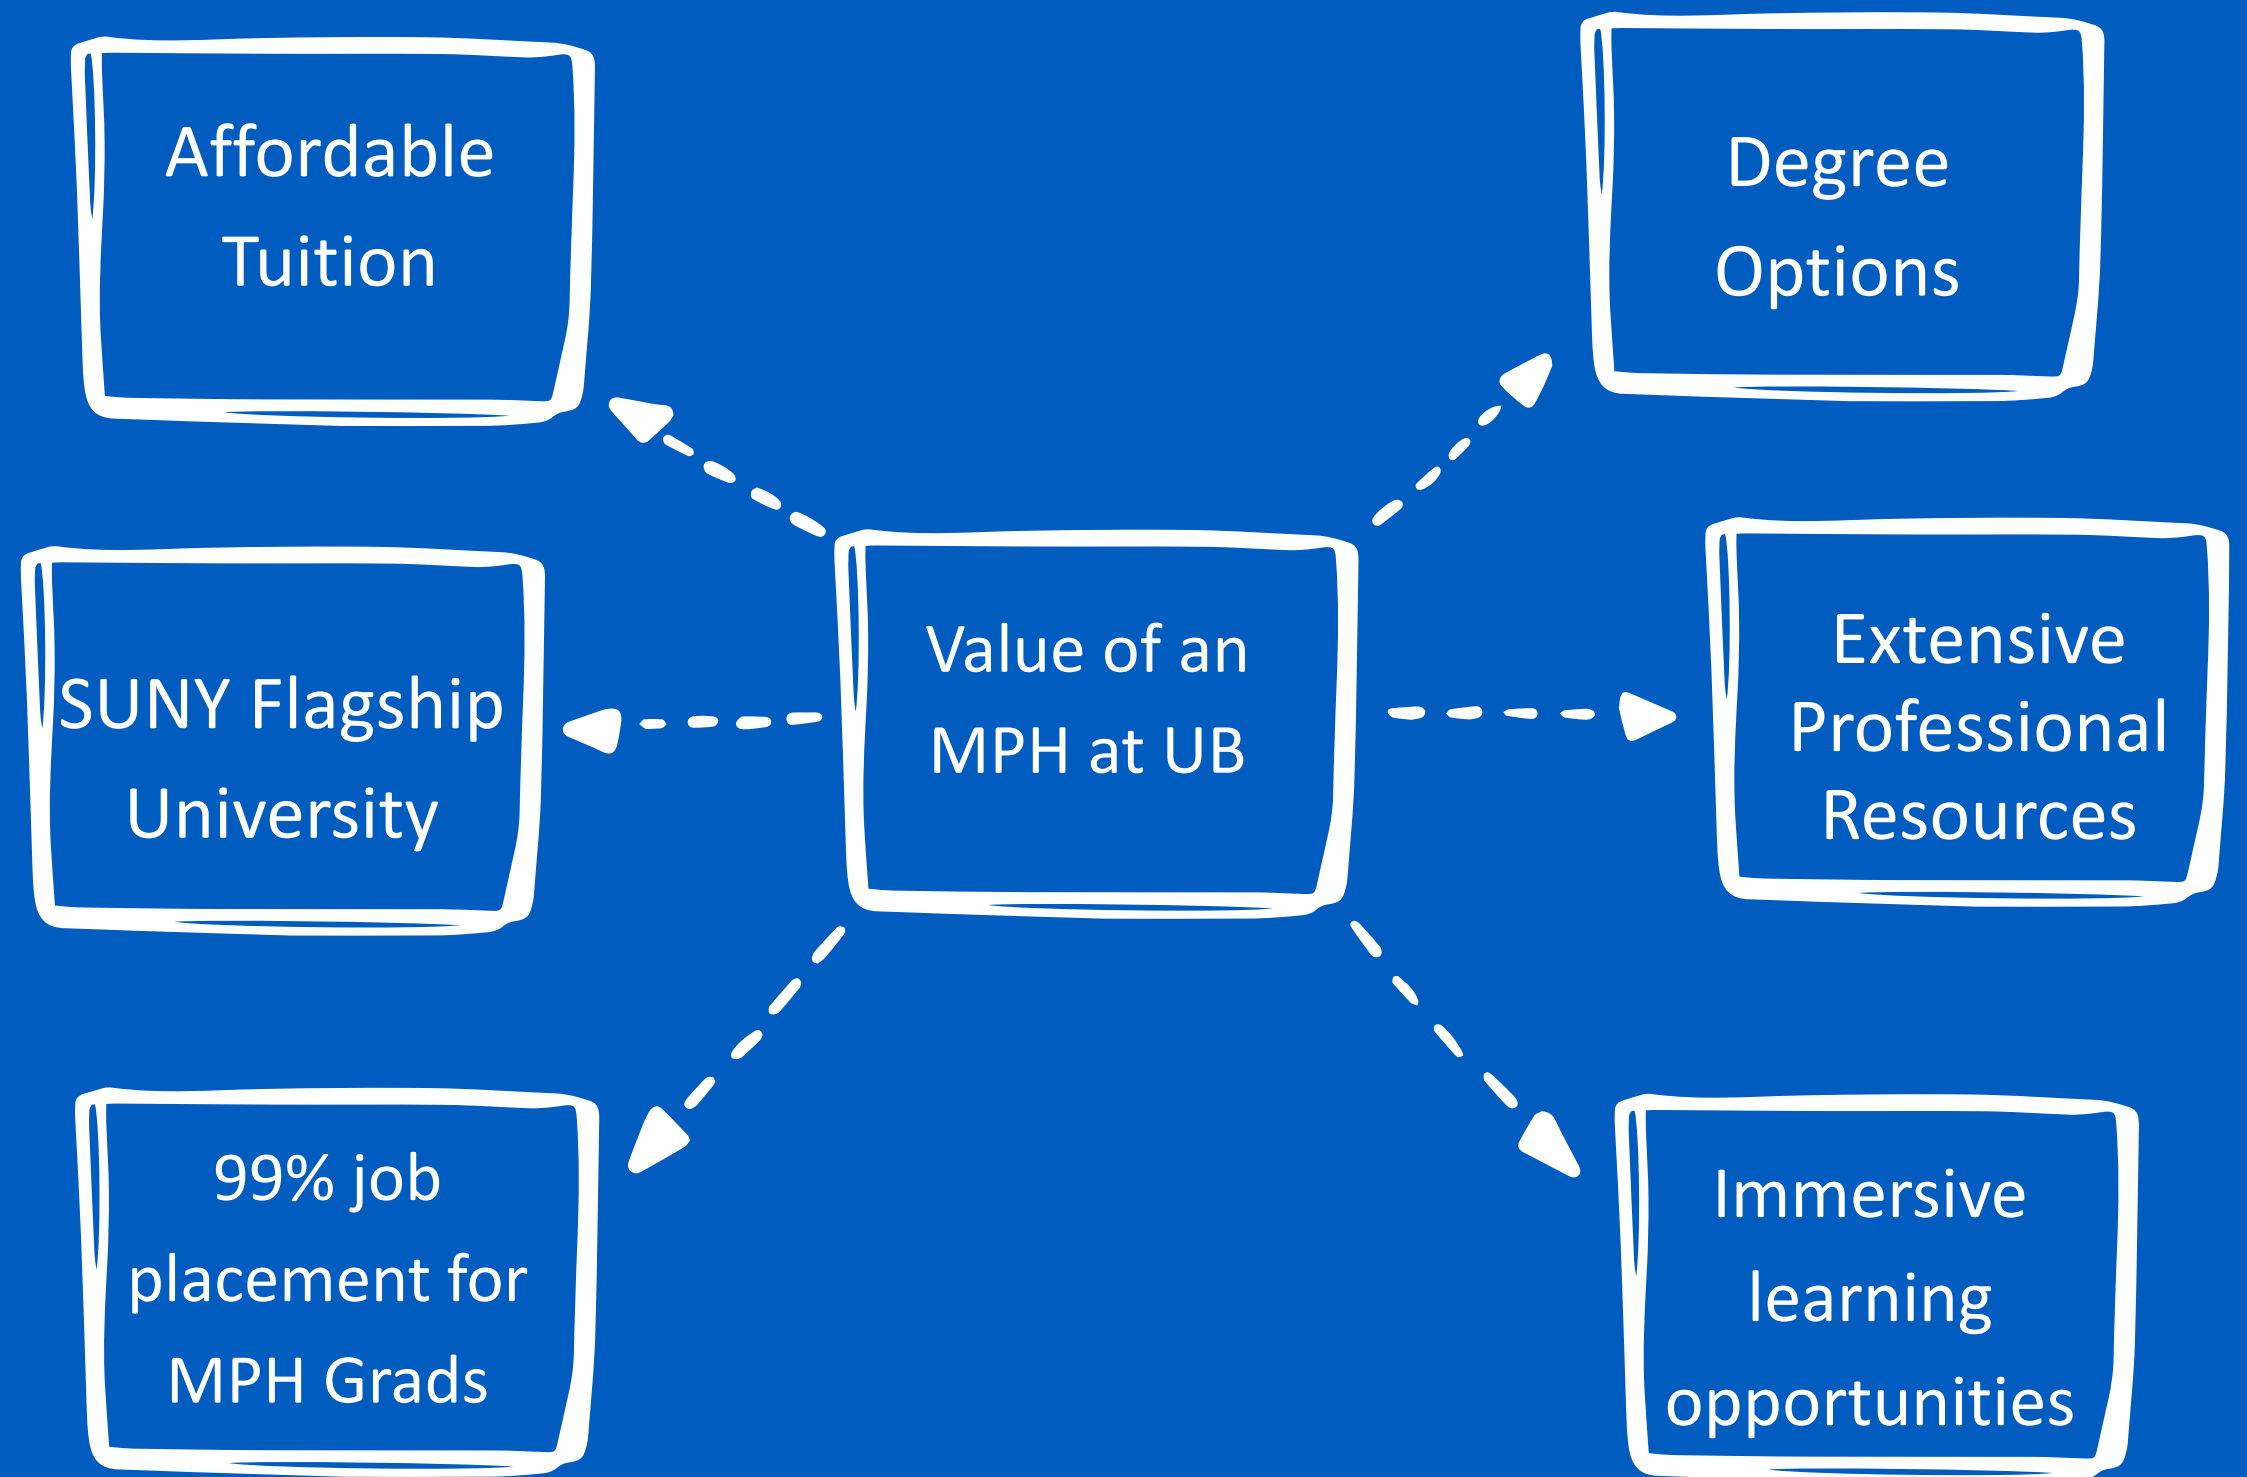 Affordable
Tuition
Degree
Options
SUNY Flagship
University
Value of an
MPH at UB
Extensive
Professional
Resources
99% job
placement for
MPH Grads
Immersive
learning
opportunities